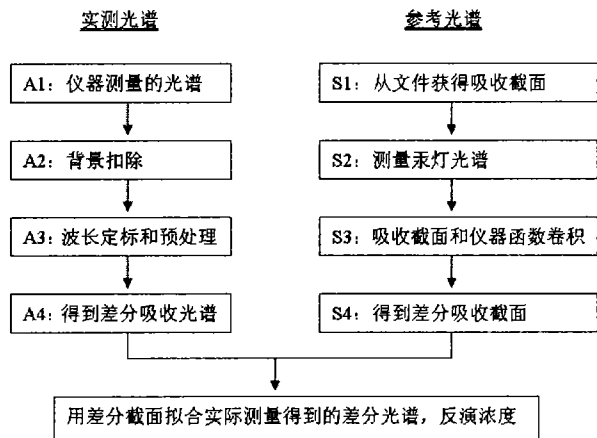 实测光谱
参考光谱
A1：仪器测量的光谱
S1：从文件获得吸收截面
A2：背景扣除
S2：测量汞灯光谱
A3：波长定标和预处理
S3：吸收截面和仪器函数卷积
A4：得到差分吸收光谱
S4：得到差分吸收截面
用差分截面拟合实际测量得到的差分光谱，反演浓度